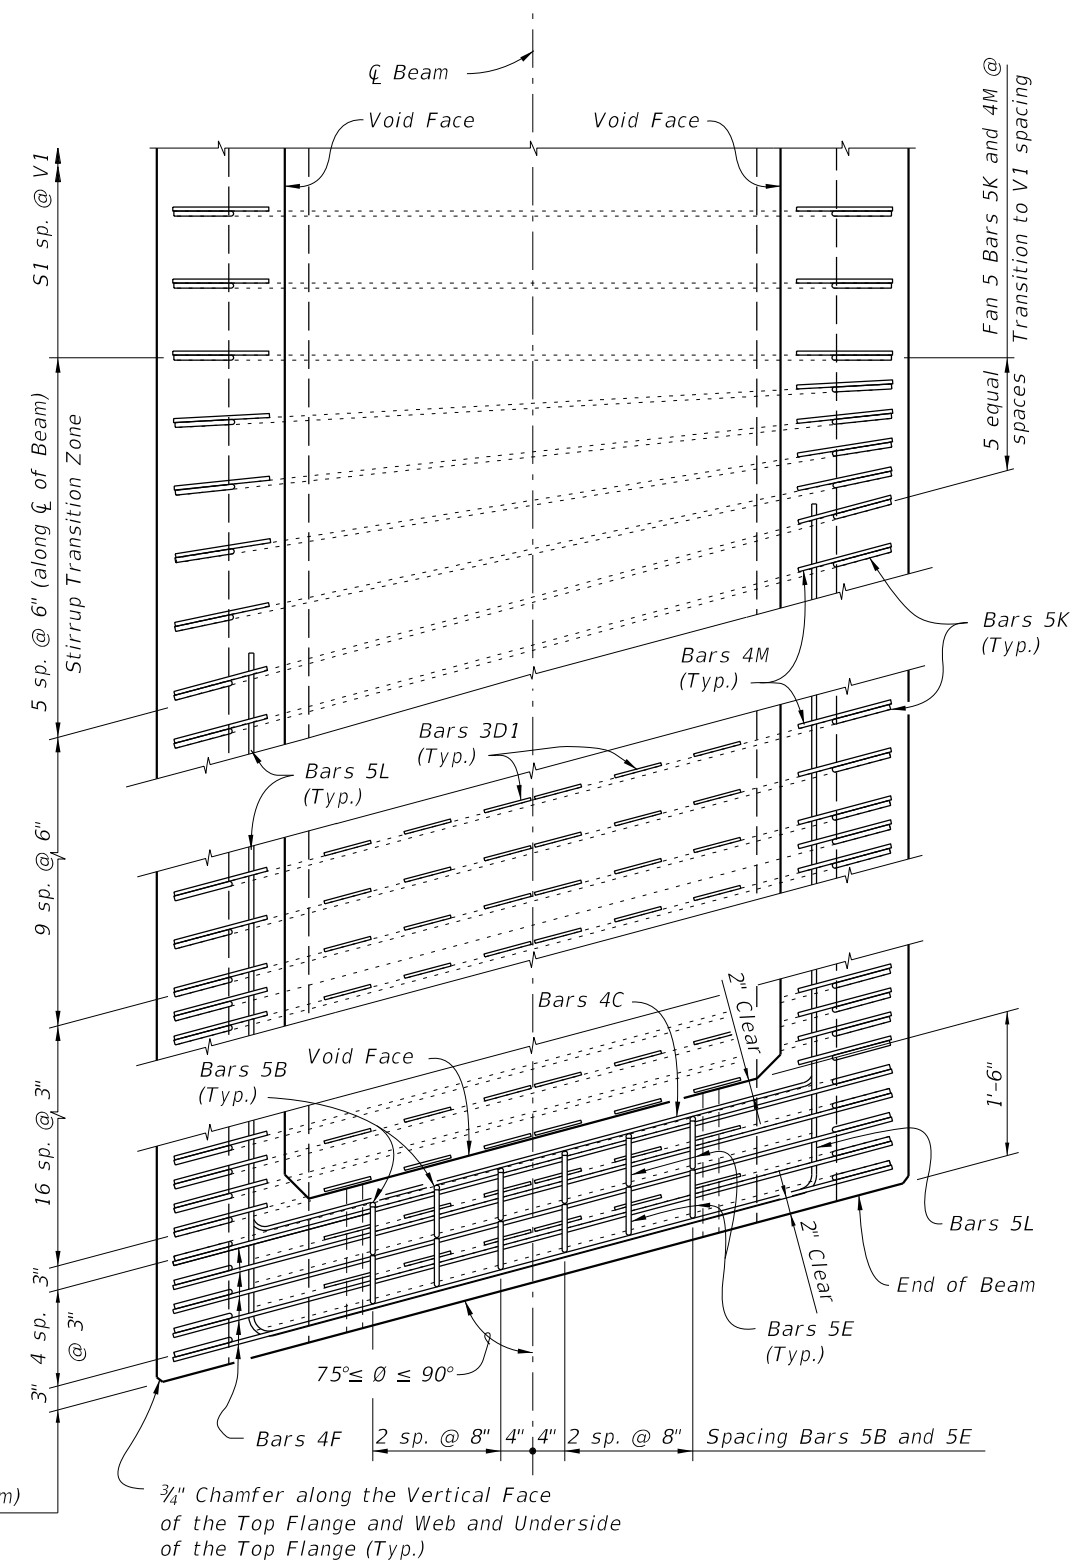 ℄ Beam
Void Face
Void Face
S1 sp. @ V1
Fan 5 Bars 5K and 4M @
Transition to V1 spacing
5 equal
spaces
5 sp. @ 6" (along ℄ of Beam)
Stirrup Transition Zone
Bars 5K
(Typ.)
Bars 4M
(Typ.)
Bars 3D1
(Typ.)
Bars 5L
(Typ.)
9 sp. @ 6"
2" Clear
Bars 4C
Void Face
Bars 5B
(Typ.)
16 sp. @ 3"
1'-6"
Bars 5L
2" Clear
End of Beam
3"
4 sp.
@ 3"
3"
Bars 5E
(Typ.)
75°≤ Ø ≤ 90°
Bars 4F
2 sp. @ 8"
4"
4"
2 sp. @ 8"
Spacing Bars 5B and 5E
m)
¾" Chamfer along the Vertical Face
of the Top Flange and Web and Underside
of the Top Flange (Typ.)